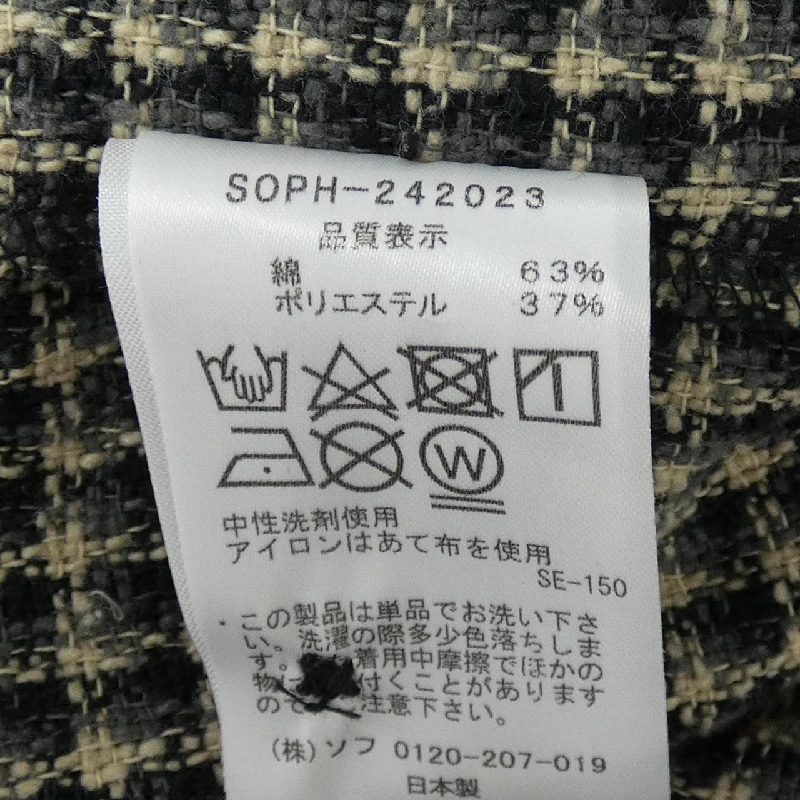 SOPH-242023
品質表示
綿 63%
ポリエステル 37%
W
中性洗剤使用
アイロンはあて布を使用
SE-150
・この製品は単品でお洗い下さ
い。洗濯の際多少色落ちしま
す。 着用中摩擦でほかの
物に 付くことがあります
ので ご注意下さい。
(株)ソフ 0120-207-019
日本製